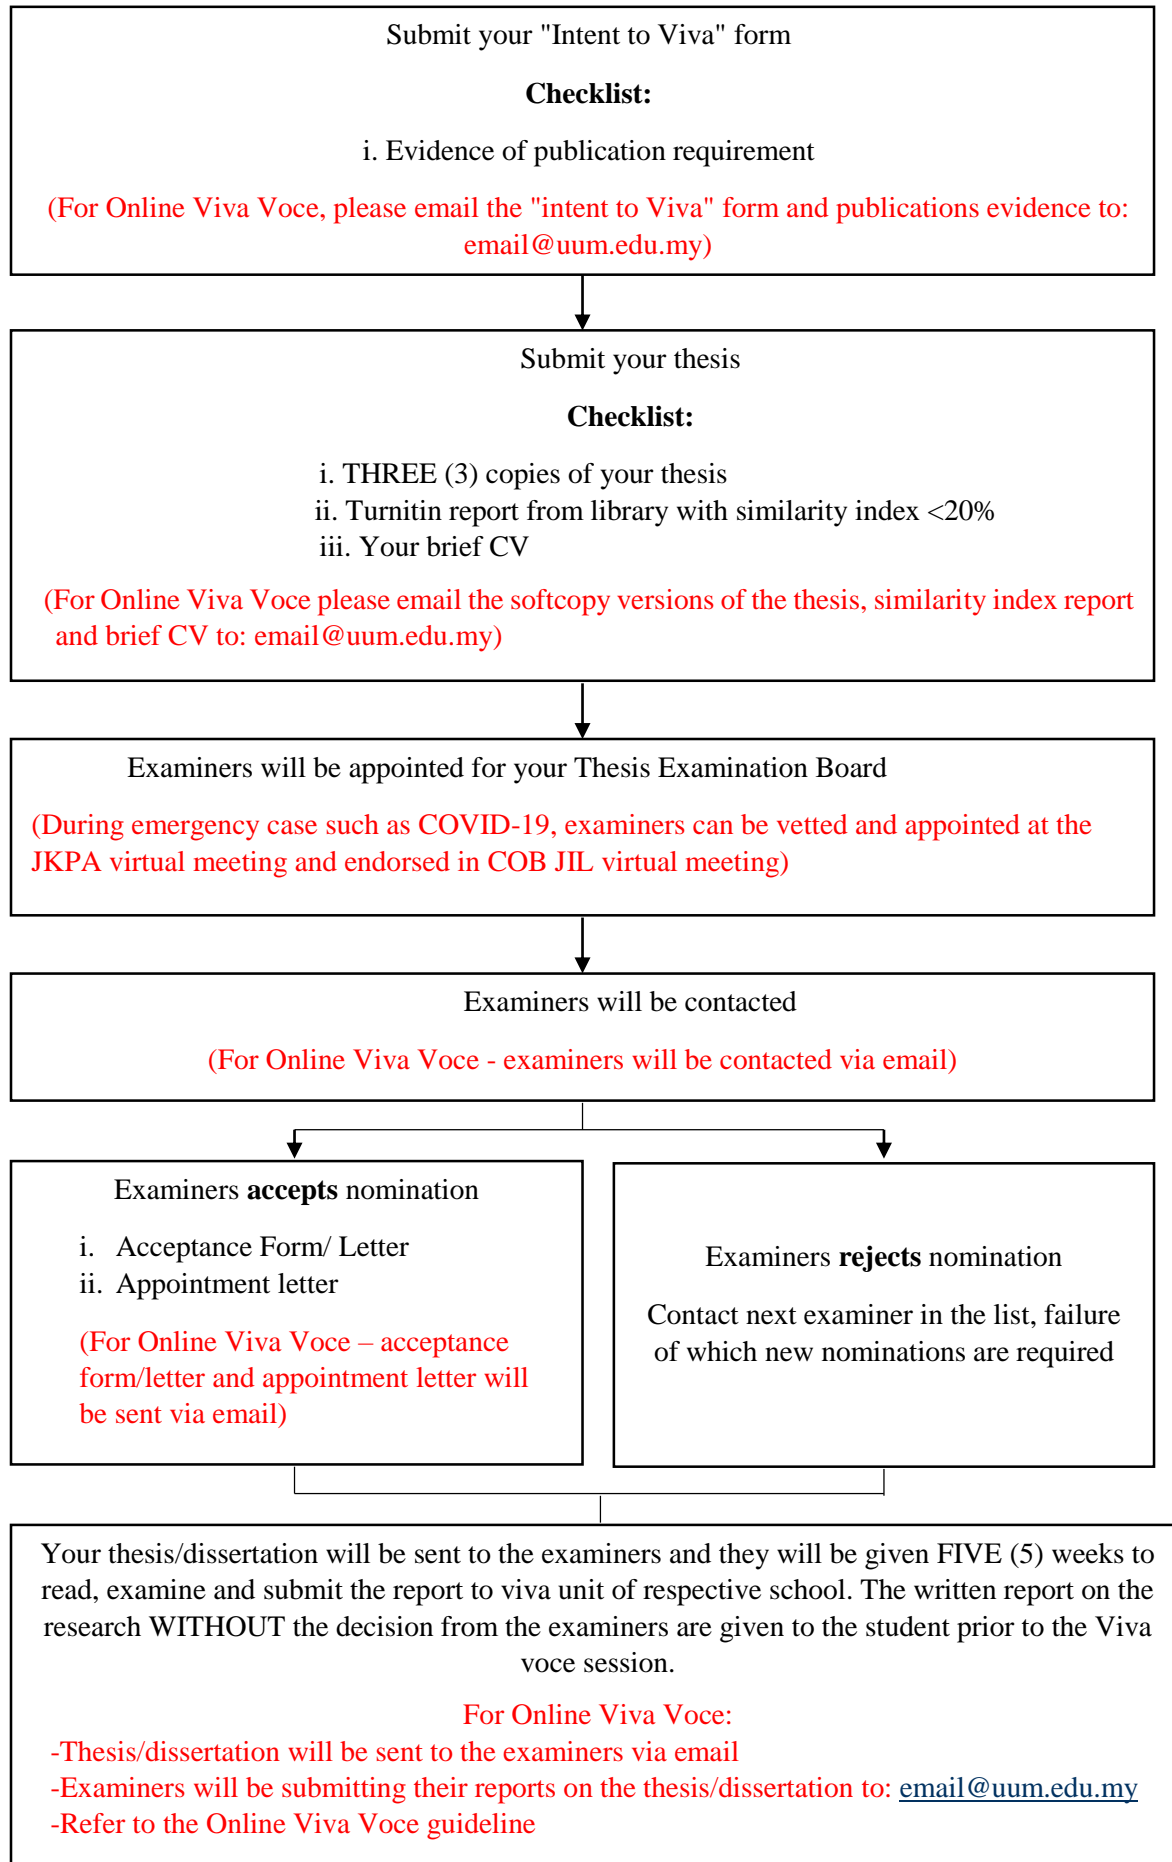 Submit your "Intent to Viva" form
Checklist:
i. Evidence of publication requirement
(For Online Viva Voce, please email the "intent to Viva" form and publications evidence to:
email@uum.edu.my)
Submit your thesis
Checklist:
i. THREE (3) copies of your thesis
ii. Turnitin report from library with similarity index <20%
iii. Your brief CV
(For Online Viva Voce please email the softcopy versions of the thesis, similarity index report
and brief CV to: email@uum.edu.my)
Examiners will be appointed for your Thesis Examination Board
(During emergency case such as COVID-19, examiners can be vetted and appointed at the
JKPA virtual meeting and endorsed in COB JIL virtual meeting)
Examiners will be contacted
(For Online Viva Voce - examiners will be contacted via email)
Examiners accepts nomination
i. Acceptance Form/ Letter
ii. Appointment letter
(For Online Viva Voce – acceptance
form/letter and appointment letter will
be sent via email)
Examiners rejects nomination
Contact next examiner in the list, failure
of which new nominations are required
Your thesis/dissertation will be sent to the examiners and they will be given FIVE (5) weeks to
read, examine and submit the report to viva unit of respective school. The written report on the
research WITHOUT the decision from the examiners are given to the student prior to the Viva
voce session.
For Online Viva Voce:
-Thesis/dissertation will be sent to the examiners via email
-Examiners will be submitting their reports on the thesis/dissertation to: email@uum.edu.my
-Refer to the Online Viva Voce guideline